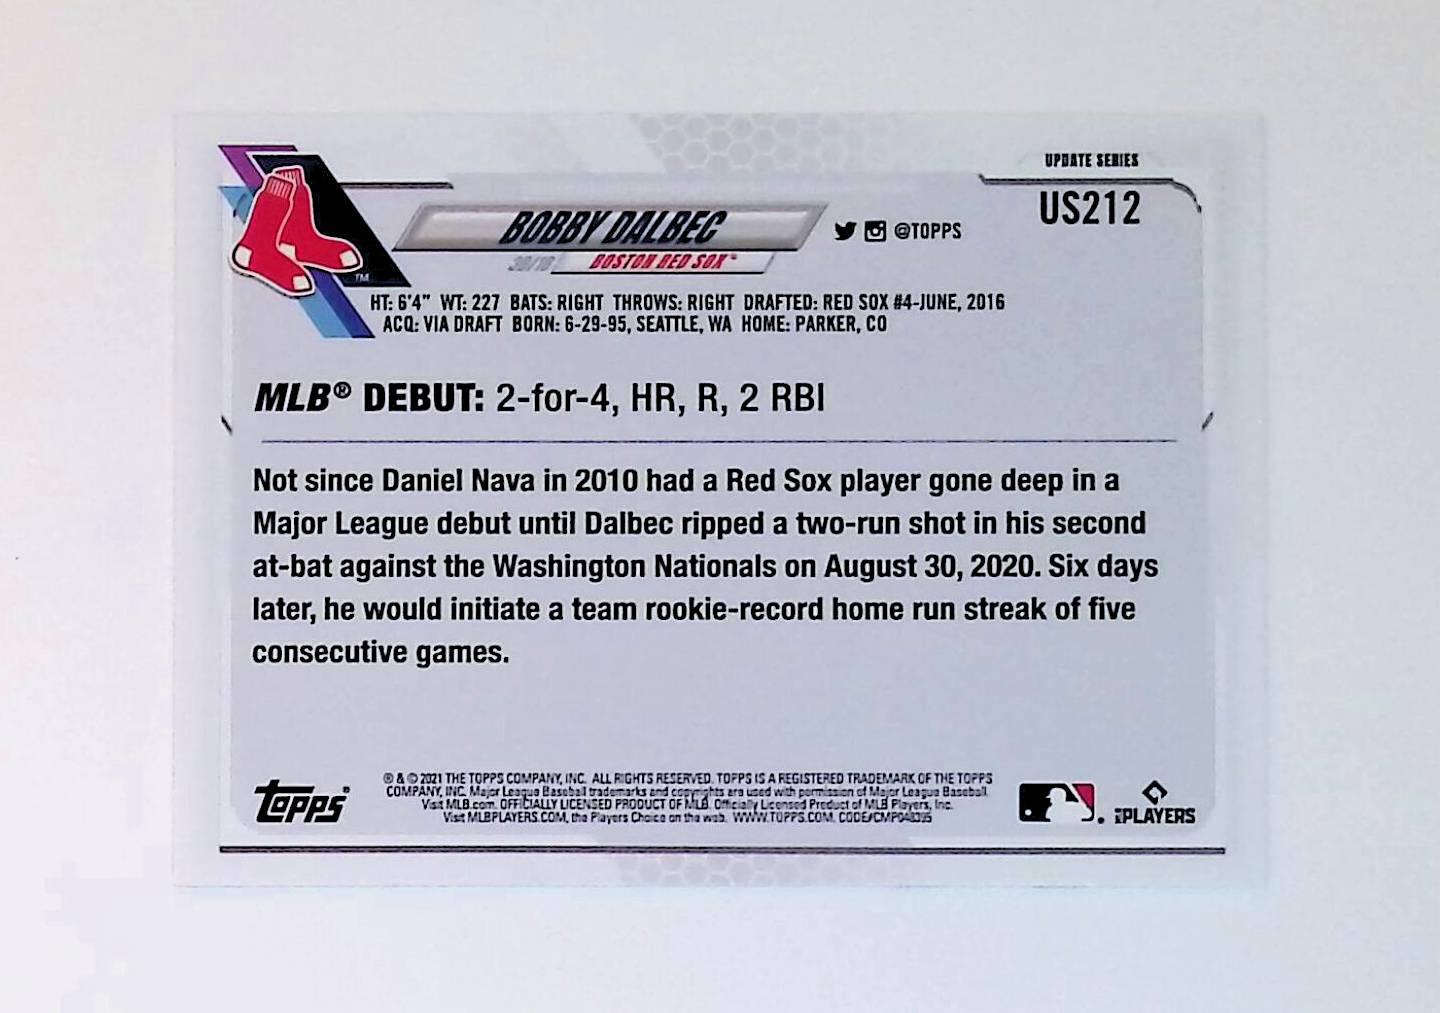 UPDATE SERIES
US212
BOBBY DALBEC
@TOPPS
BOSTON RED SOX™
TM
HT: 6'4" WT: 227 BATS: RIGHT THROWS: RIGHT DRAFTED: RED SOX #4-JUNE, 2016
ACQ: VIA DRAFT BORN: 6-29-95, SEATTLE, WA HOME: PARKER, CO
MLB® DEBUT: 2-for-4, HR, R, 2 RBI
Not since Daniel Nava in 2010 had a Red Sox player gone deep in a
Major League debut until Dalbec ripped a two-run shot in his second
at-bat against the Washington Nationals on August 30, 2020. Six days
later, he would initiate a team rookie-record home run streak of five
consecutive games.
topps®
® & © 2021 THE TOPPS COMPANY, INC. ALL RIGHTS RESERVED. TOPPS IS A REGISTERED TRADEMARK OF THE TOPPS
COMPANY, INC. Major League Baseball trademarks and copyrights are used with permission of Major League Baseball.
Visit MLB.com. OFFICIALLY LICENSED PRODUCT OF MLB. Officially Licensed Product of MLB Players, Inc.
Visit MLBPLAYERS.COM, the Players Choice on the web. WWW.TOPPS.COM. CODE#CMP048395
PLAYERS